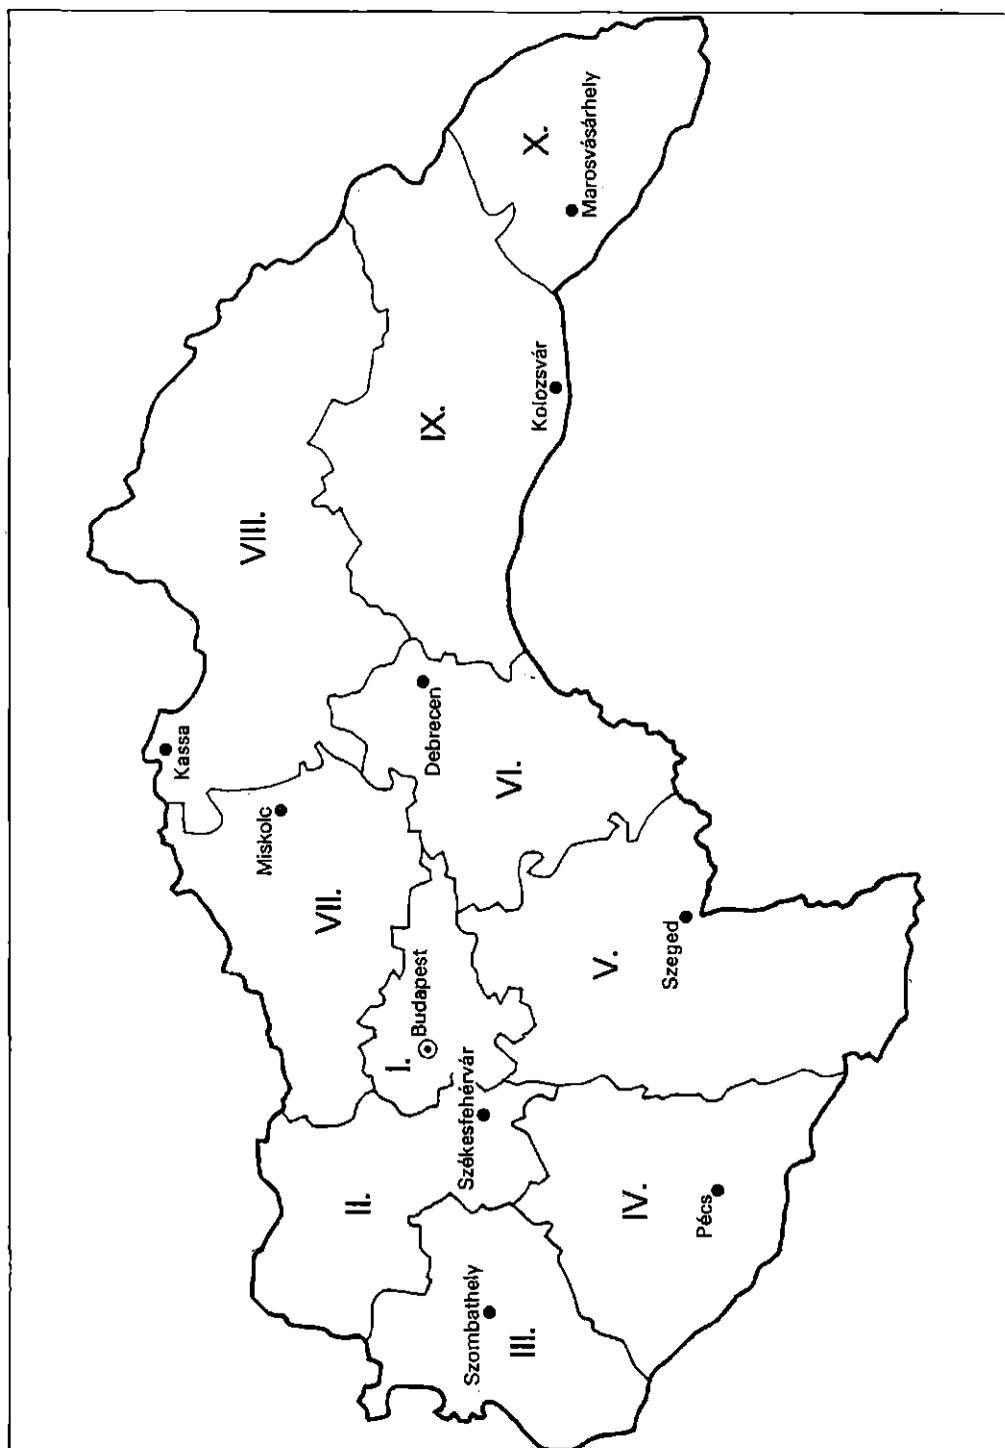 Kassa
VIII.
X.
Marosvásárhely
Miskolc
VII.
IX.
Kolozsvár
Debrecen
VI.
II.
I.
Budapest
Székesfehérvár
V.
Szeged
Szombathely
III.
IV.
Pécs